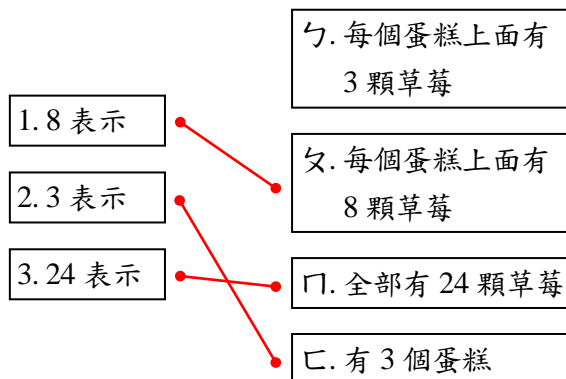 1. 8 表示
2. 3 表示
3. 24 表示
ㄅ. 每個蛋糕上面有
3 顆草莓
ㄆ. 每個蛋糕上面有
8 顆草莓
ㄇ. 全部有 24 顆草莓
ㄈ. 有 3 個蛋糕